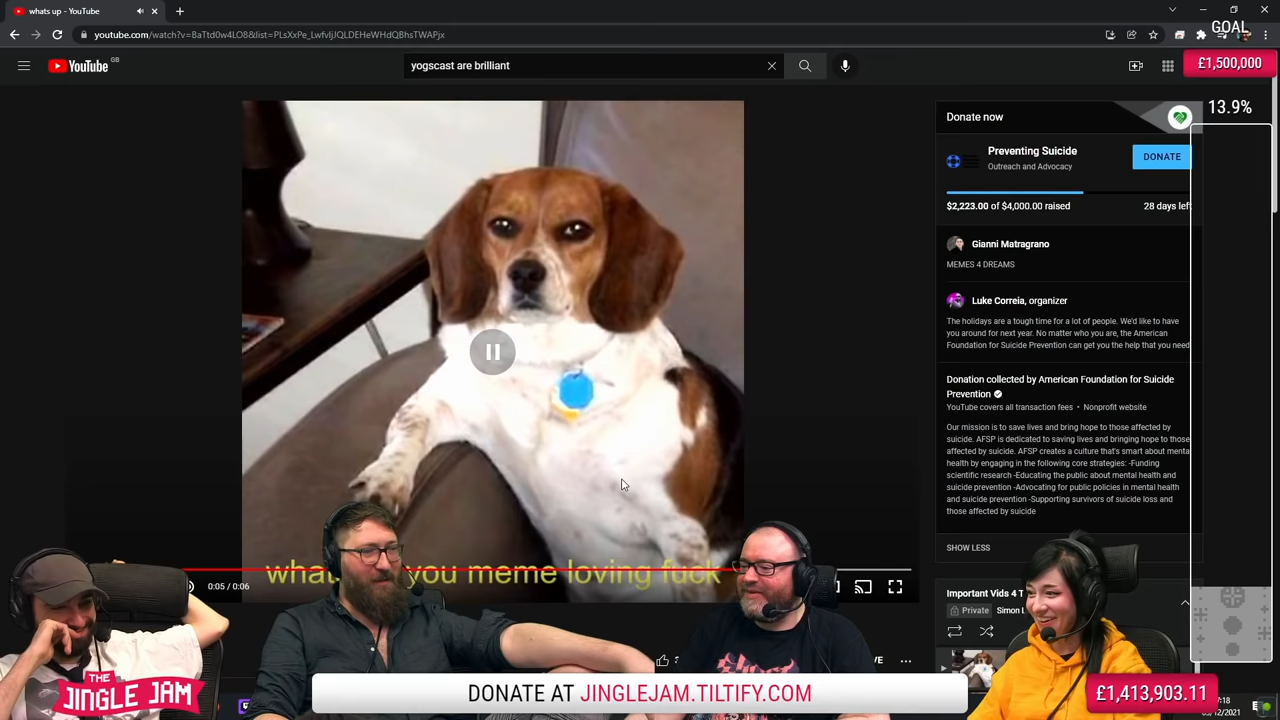 whats up - YouTube
GOAL
youtube.com/watch?v=BaTtd0w4LO8&list=PLsXxPe_LwfvIjJQLDEHeWHdQBhsTWAPjx
YouTube GB
yogscast are brilliant
£1,500,000
13.9%
Donate now
Preventing Suicide
Outreach and Advocacy
DONATE
$2,223.00 of $4,000.00 raised
28 days left
Gianni Matragrano
MEMES 4 DREAMS
Luke Correia, organizer
The holidays are a tough time for a lot of people. We'd like to have
you around for next year. No matter who you are, the American
Foundation for Suicide Prevention can get you the help that you need
Donation collected by American Foundation for Suicide
Prevention
YouTube covers all transaction fees • Nonprofit website
Our mission is to save lives and bring hope to those affected by
suicide. AFSP is dedicated to saving lives and bringing hope to those
affected by suicide. AFSP creates a culture that's smart about mental
health by engaging in the following core strategies: -Funding
scientific research -Educating the public about mental health and
suicide prevention -Advocating for public policies in mental health
and suicide prevention -Supporting survivors of suicide loss and
those affected by suicide
SHOW LESS
what you meme loving fuck
0:05 / 0:06
Important Vids 4 T
Private Simon L
THE
JINGLE JAM
DONATE AT JINGLEJAM.TILTIFY.COM
£1,413,903.11